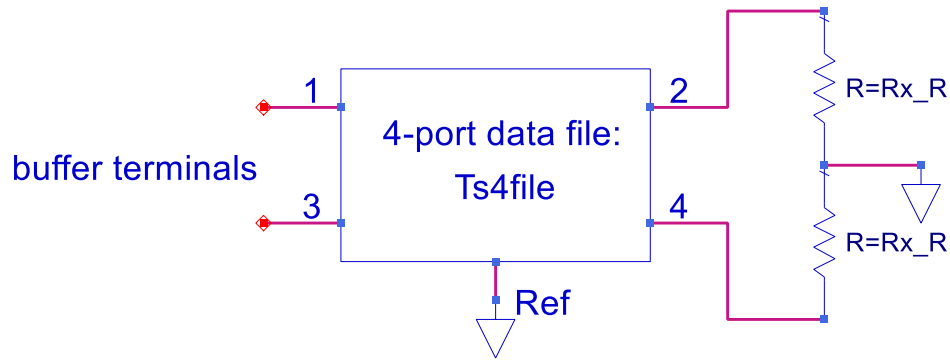 1
2
R=Rx_R
4-port data file:
Ts4file
buffer terminals
3
4
R=Rx_R
Ref